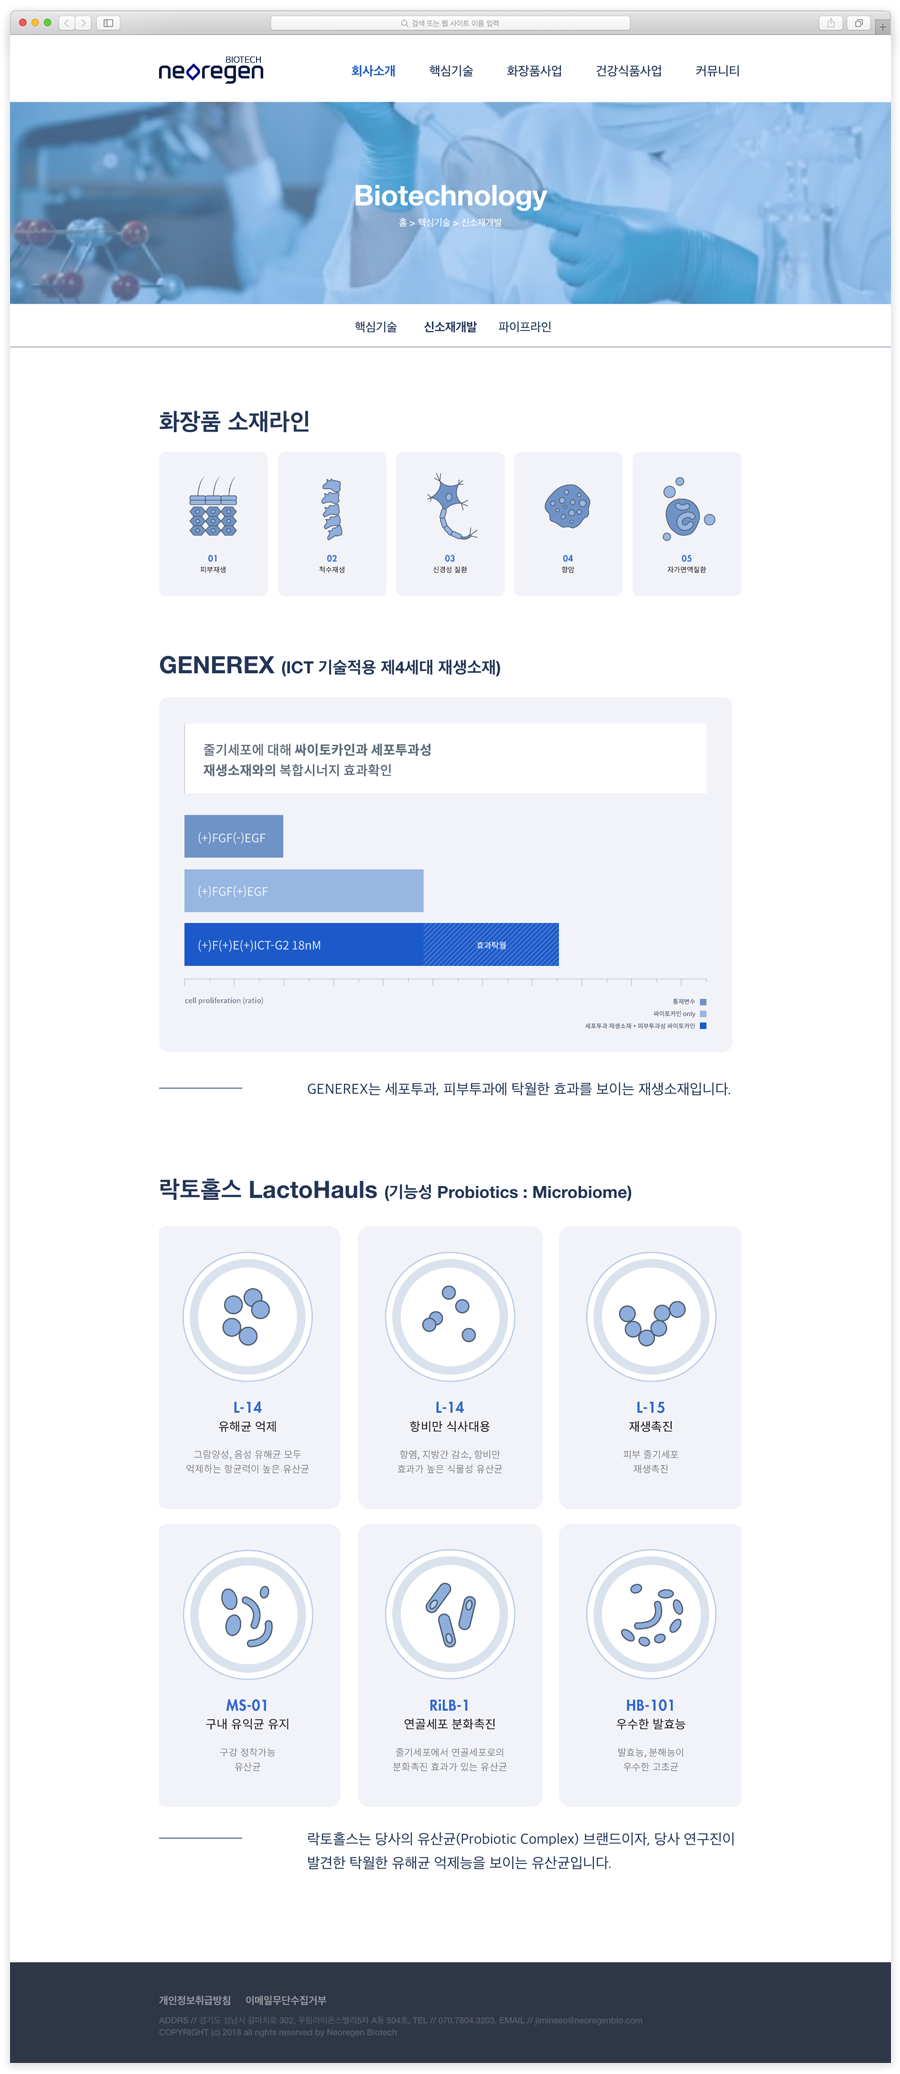 검색 또는 웹 사이트 이름 입력
BIOTECH
neoregen
회사소개 핵심기술 화장품사업 건강식품사업 커뮤니티
Biotechnology
홈 > 핵심기술 > 신소재개발
핵심기술 신소재개발 파이프라인
화장품 소재라인
01
피부재생
02
척수재생
03
신경성 질환
04
항암
05
자가면역질환
GENEREX (ICT 기술적용 제4세대 재생소재)
줄기세포에 대해 싸이토카인과 세포투과성
재생소재와의 복합시너지 효과확인
(+)FGF(-)EGF
(+)FGF(+)EGF
(+)F(+)E(+)ICT-G2 18nM
효과탁월
cell proliferation (ratio)
통제변수
싸이토카인 only
세포투과 재생소재 + 피부투과성 싸이토카인
GENEREX는 세포투과, 피부투과에 탁월한 효과를 보이는 재생소재입니다.
락토홀스 LactoHauls (기능성 Probiotics : Microbiome)
L-14
유해균 억제
그람양성, 음성 유해균 모두
억제하는 항균력이 높은 유산균
L-14
항비만 식사대용
항염, 지방간 감소, 항비만
효과가 높은 식물성 유산균
L-15
재생촉진
피부 줄기세포
재생촉진
MS-01
구내 유익균 유지
구강 정착가능
유산균
RiLB-1
연골세포 분화촉진
줄기세포에서 연골세포로의
분화촉진 효과가 있는 유산균
HB-101
우수한 발효능
발효능, 분해능이
우수한 고초균
락토홀스는 당사의 유산균(Probiotic Complex) 브랜드이자, 당사 연구진이
발견한 탁월한 유해균 억제능을 보이는 유산균입니다.
개인정보취급방침 이메일무단수집거부
ADDRS // 경기도 성남시 갈마치로 302, 우림라이온스밸리5차 A동 504호, TEL // 070.7804.3203, EMAIL // jiminseo@neoregenbio.com
COPYRIGHT (c) 2018 all rights reserved by Neoregen Biotech